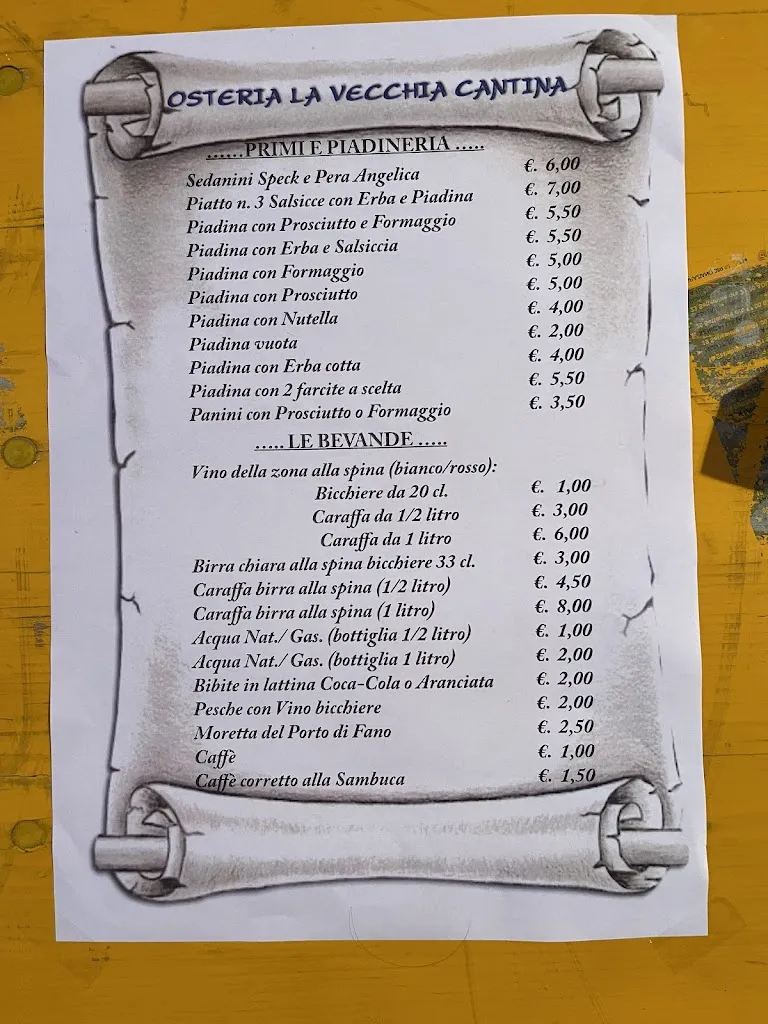 OSTERIA LA VECCHIA CANTINA
......PRIMI E PIADINERIA .....
Sedanini Speck e Pera Angelica €. 6,00
Piatto n. 3 Salsicce con Erba e Piadina €. 7,00
Piadina con Prosciutto e Formaggio €. 5,50
Piadina con Erba e Salsiccia €. 5,50
Piadina con Formaggio €. 5,00
Piadina con Prosciutto €. 5,00
Piadina con Nutella €. 4,00
Piadina vuota €. 2,00
Piadina con Erba cotta €. 4,00
Piadina con 2 farcite a scelta €. 5,50
Panini con Prosciutto o Formaggio €. 3,50
..... LE BEVANDE .....
Vino della zona alla spina (bianco/rosso):
Bicchiere da 20 cl. €. 1,00
Caraffa da 1/2 litro €. 3,00
Caraffa da 1 litro €. 6,00
Birra chiara alla spina bicchiere 33 cl. €. 3,00
Caraffa birra alla spina (1/2 litro) €. 4,50
Caraffa birra alla spina (1 litro) €. 8,00
Acqua Nat./ Gas. (bottiglia 1/2 litro) €. 1,00
Acqua Nat./ Gas. (bottiglia 1 litro) €. 2,00
Bibite in lattina Coca-Cola o Aranciata €. 2,00
Pesche con Vino bicchiere €. 2,00
Moretta del Porto di Fano €. 2,50
Caffè €. 1,00
Caffè corretto alla Sambuca €. 1,50